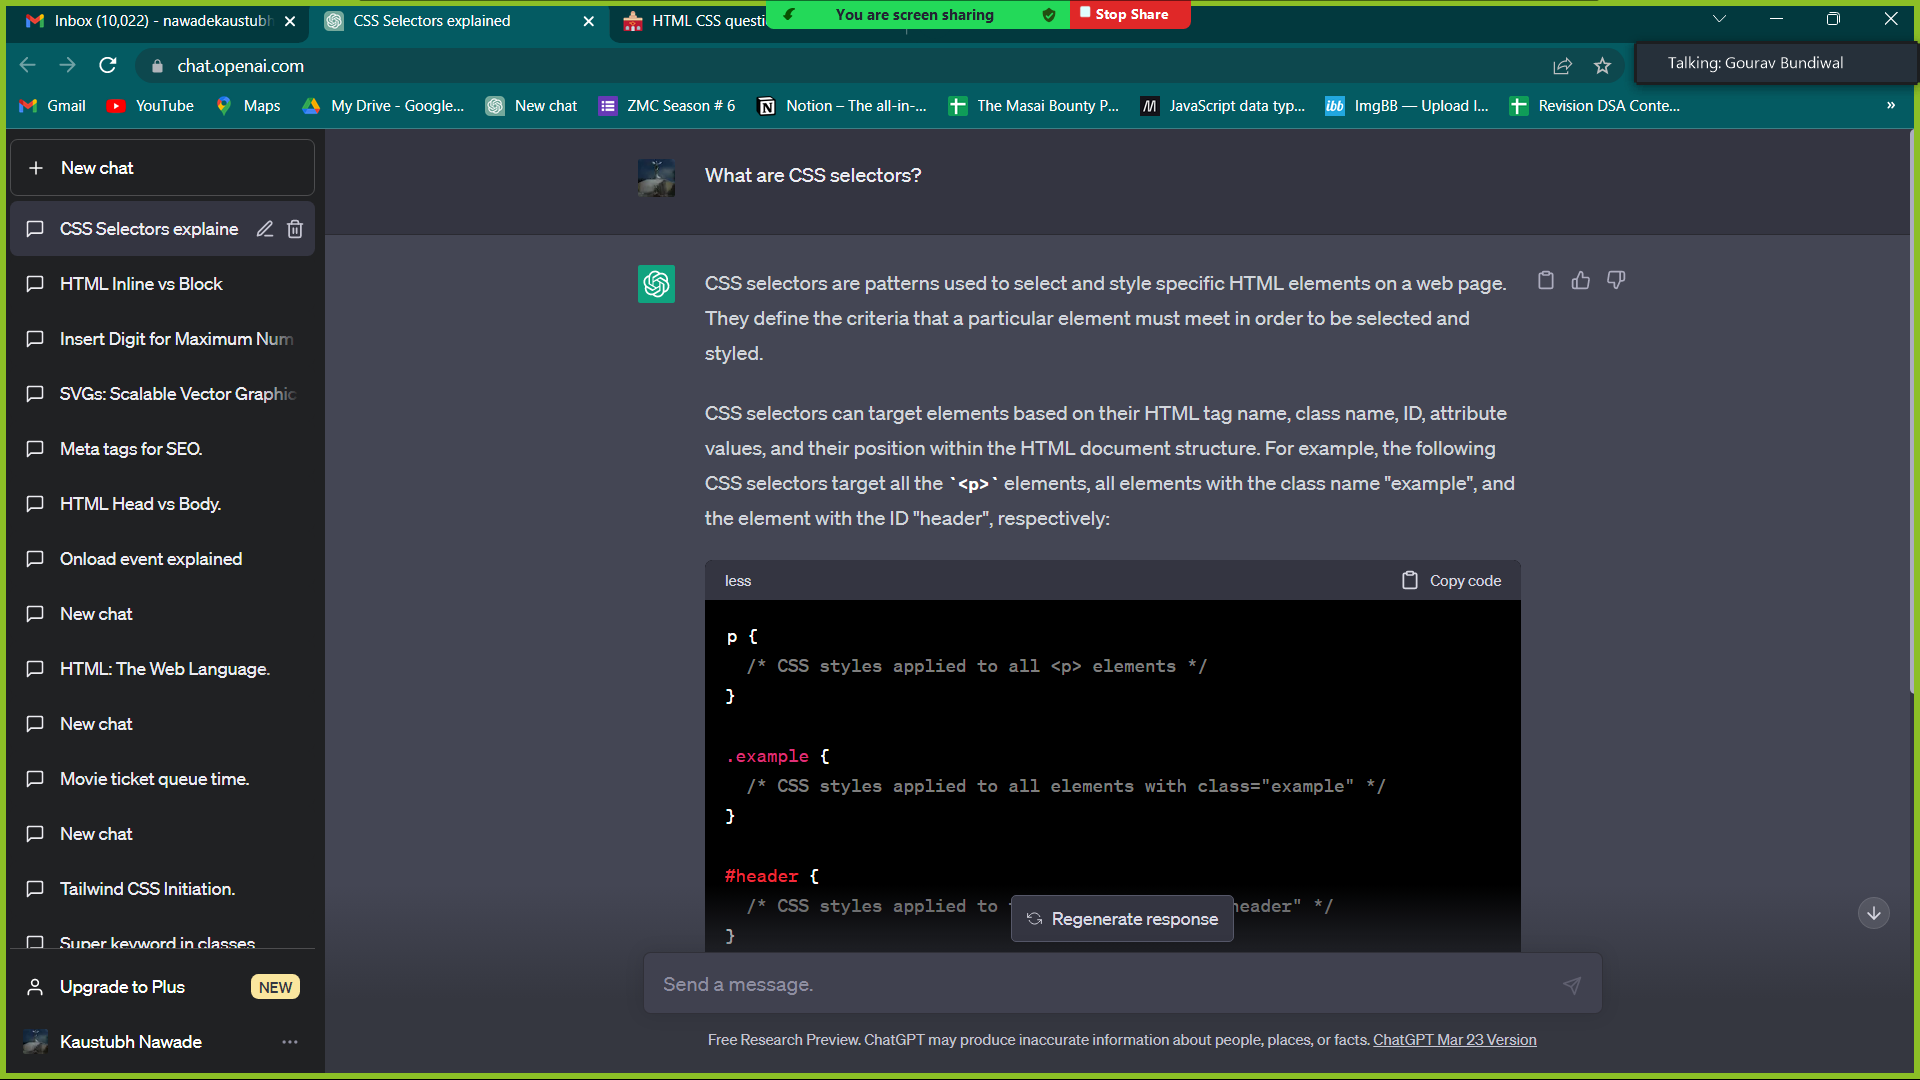 Inbox (10,022) - nawadekaustubh
CSS Selectors explained
HTML CSS questi
You are screen sharing
Stop Share
chat.openai.com
Talking: Gourav Bundiwal
Gmail
YouTube
Maps
My Drive - Google...
New chat
ZMC Season # 6
Notion – The all-in-...
The Masai Bounty P...
JavaScript data typ...
ibb
ImgBB — Upload I...
Revision DSA Conte...
»
+ New chat
CSS Selectors explaine
HTML Inline vs Block
Insert Digit for Maximum Num
SVGs: Scalable Vector Graphic
Meta tags for SEO.
HTML Head vs Body.
Onload event explained
New chat
HTML: The Web Language.
New chat
Movie ticket queue time.
New chat
Tailwind CSS Initiation.
Super keyword in classes
Upgrade to Plus
NEW
Kaustubh Nawade
What are CSS selectors?
CSS selectors are patterns used to select and style specific HTML elements on a web page.
They define the criteria that a particular element must meet in order to be selected and
styled.
CSS selectors can target elements based on their HTML tag name, class name, ID, attribute
values, and their position within the HTML document structure. For example, the following
CSS selectors target all the `<p>` elements, all elements with the class name "example", and
the element with the ID "header", respectively:
less
Copy code
p {
/* CSS styles applied to all <p> elements */
}
.example {
/* CSS styles applied to all elements with class="example" */
}
#header {
/* CSS styles applied to header" */
}
Regenerate response
Send a message.
Free Research Preview. ChatGPT may produce inaccurate information about people, places, or facts. ChatGPT Mar 23 Version